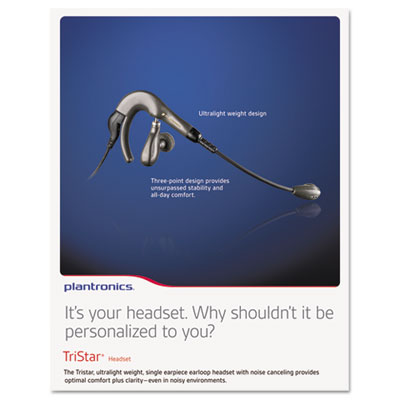 Ultralight weight design
Three-point design provides
unsurpassed stability and
all-day comfort.
plantronics.
It's your headset. Why shouldn't it be
personalized to you?
TriStar® Headset
The Tristar, ultralight weight, single earpiece earloop headset with noise canceling provides
optimal comfort plus clarity—even in noisy environments.